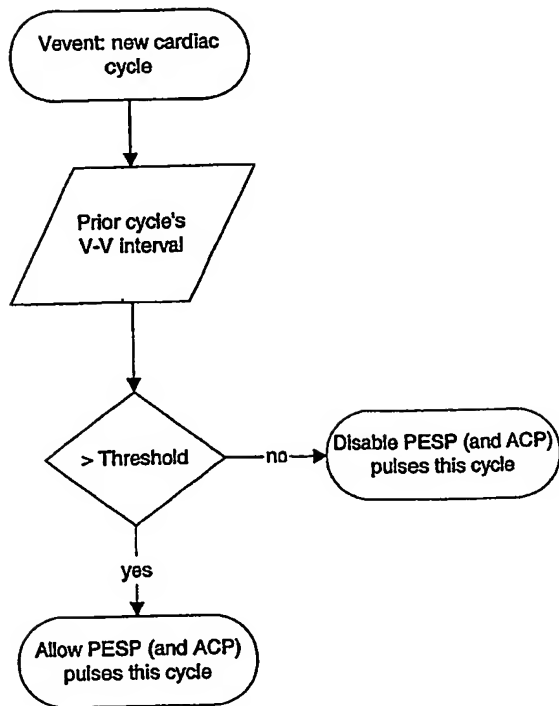 Vevent: new cardiac
cycle
Prior cycle's
V-V interval
> Threshold
no
Disable PESP (and ACP)
pulses this cycle
yes
Allow PESP (and ACP)
pulses this cycle